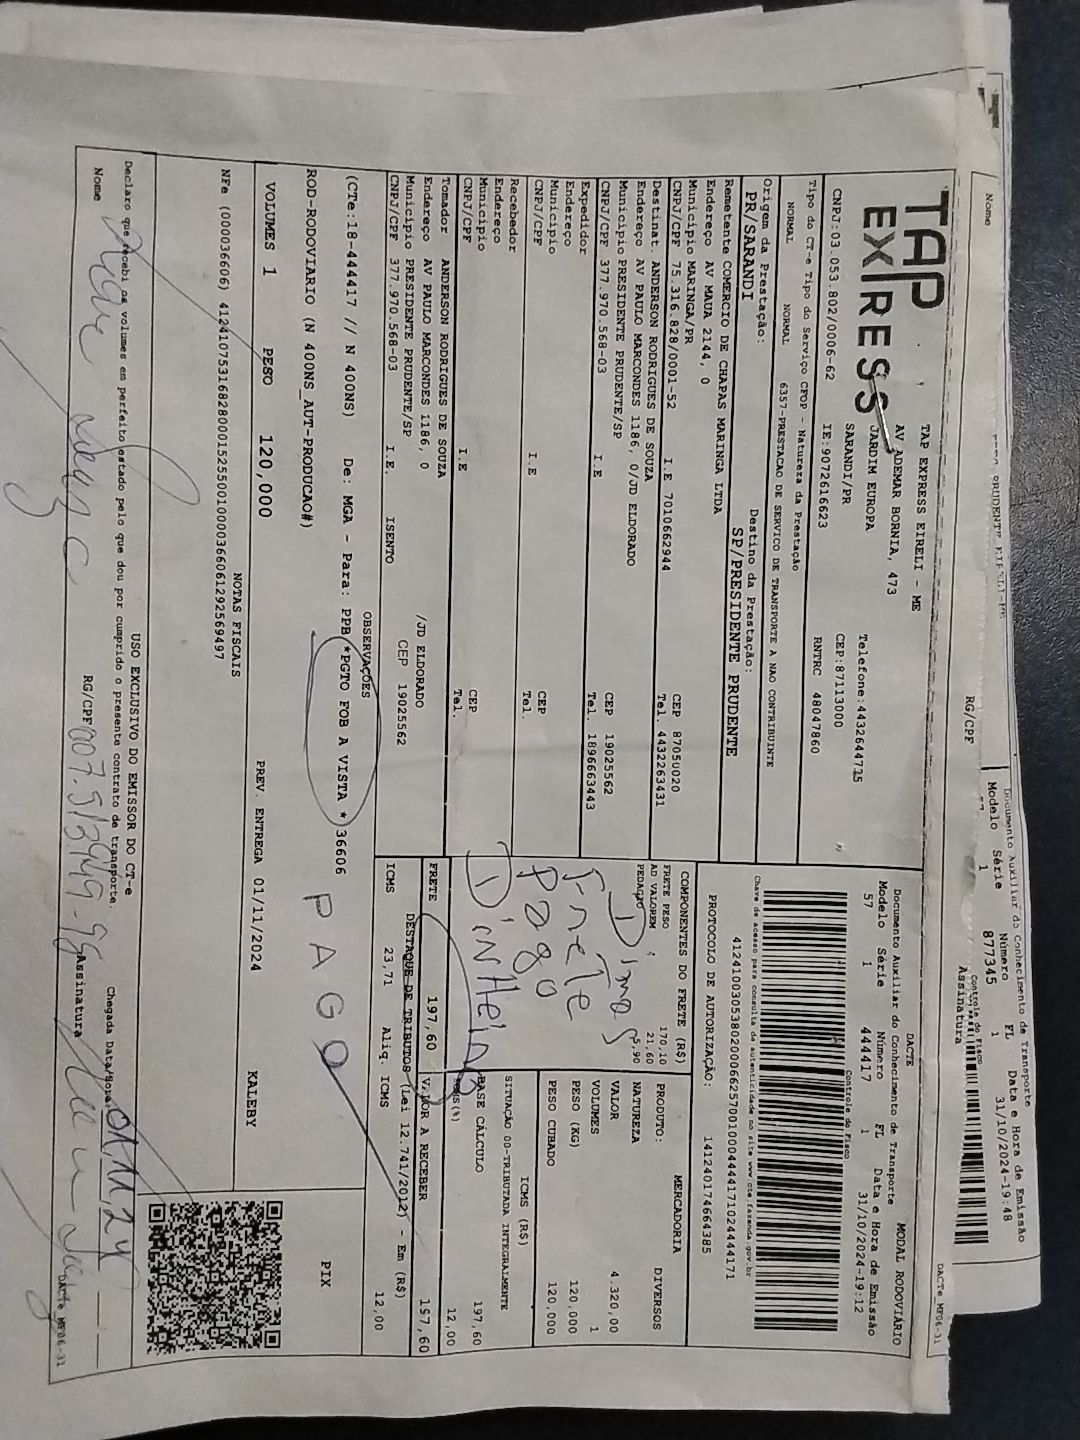 Nome
RG/CPF
Documento Auxiliar do Conhecimento de Transporte
Modelo Série Número FL Data e Hora de Emissão
1 877345 1 31/10/2024-19:48
Controle do Fisco
Assinatura
DACTe_MF06-31
TAP
EXPRESS
TAP EXPRESS EIRELI - ME
AV ADEMAR BORNIA, 473
JARDIM EUROPA
SARANDI/PR
Telefone:4432644735
CEP:87113000
CNPJ:03.053.802/0006-62 IE:9072616623 RNTRC 48047860
DACTE MODAL RODOVIÁRIO
Documento Auxiliar do Conhecimento de Transporte
Modelo Série Número FL Data e Hora de Emissão
57 1 444417 1 31/10/2024-19:12
Controle do Fisco
Chave de acesso para consulta de autenticidade no site www.cte.fazenda.gov.br
PROTOCOLO DE AUTORIZAÇÃO: 141240174664385
Tipo do CT-e Tipo do Serviço CFOP - Natureza da Prestação
NORMAL NORMAL 6357-PRESTACAO DE SERVICO DE TRANSPORTE A NAO CONTRIBUINTE
Origem da Prestação: Destino da Prestação:
PR/SARANDI SP/PRESIDENTE PRUDENTE
Remetente COMERCIO DE CHAPAS MARINGA LTDA
Endereço AV MAUA 2144, 0
Município MARINGA/PR CEP 87050020
CNPJ/CPF 75.316.828/0001-52 I.E 7010662944 Tel. 4432263431
Destinat. ANDERSON RODRIGUES DE SOUZA
Endereço AV PAULO MARCONDES 1186, 0/JD ELDORADO
Município PRESIDENTE PRUDENTE/SP CEP 19025562
CNPJ/CPF 377.970.568-03 I.E Tel. 1896663443
Expedidor
Endereço
Município CEP
CNPJ/CPF I.E Tel.
Recebedor
Endereço
Município CEP
CNPJ/CPF I.E Tel.
Tomador ANDERSON RODRIGUES DE SOUZA
Endereço AV PAULO MARCONDES 1186, 0 /JD ELDORADO
Município PRESIDENTE PRUDENTE/SP CEP 19025562
CNPJ/CPF 377.970.568-03 I.E. ISENTO
COMPONENTES DO FRETE (R$)
FRETE PESO 170,10
AD VALOREM 21,60
PEDAGIO 5,90
Frete
Pago
Dinheiro
MERCADORIA
PRODUTO: DIVERSOS
NATUREZA
VALOR 4.320,00
VOLUMES 1
PESO (KG) 120,000
PESO CUBADO 120,000
ICMS (R$)
SITUAÇÃO 00-TRIBUTADA INTEGRALMENTE
BASE CÁLCULO 197,60
ICMS(%) 12,00
FRETE 197,60 VALOR A RECEBER 197,60
DESTAQUE DE TRIBUTOS (Lei 12.741/2012) - Em (R$)
ICMS 23,71 Aliq. ICMS 12,00
OBSERVAÇÕES
(CTe:18-444417 // N 400NS) De: MGA - Para: PPB *PGTO FOB A VISTA * 36606
ROD-RODOVIARIO (N 400NS_AUT-PRODUCAO#)
PAGO
PIX
VOLUMES 1 PESO 120,000 PREV. ENTREGA 01/11/2024 KALEBY
NOTAS FISCAIS
NFe (000036606) 41241075316828000152550010000366061292569497
USO EXCLUSIVO DO EMISSOR DO CT-e
Declaro que recebi os volumes em perfeito estado pelo que dou por cumprido o presente contrato de transporte.
Chegada Data/Hora
Nome RG/CPF Assinatura
DACTe_MF06-31